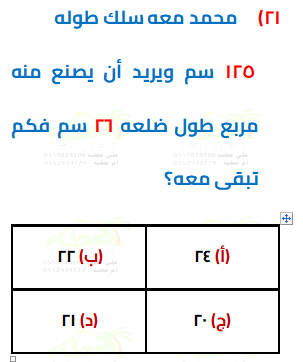 ٢١) محمد معه سلك طوله
١٢٥ سم ويريد أن يصنع منه
مربع طول ضلعه ٢٦ سم فكم
تبقى معه؟
(أ) ٢٤ (ب) ٢٢
(ج) ٢٠ (د) ٢١